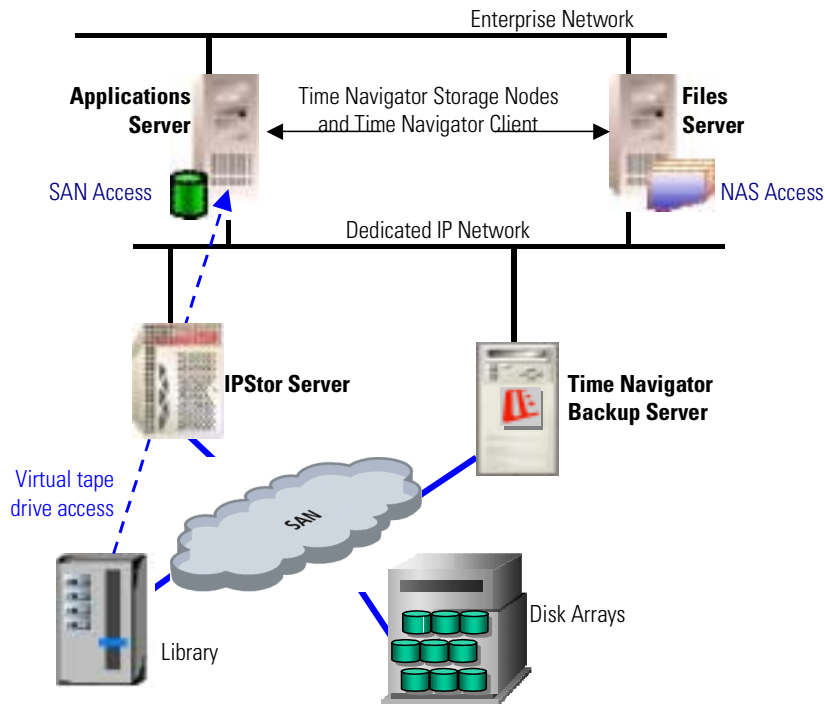 Enterprise Network
Applications
Server
Time Navigator Storage Nodes
and Time Navigator Client
Files
Server
SAN Access
NAS Access
Dedicated IP Network
IPStor Server
Time Navigator
Backup Server
Virtual tape
drive access
SAN
Library
Disk Arrays